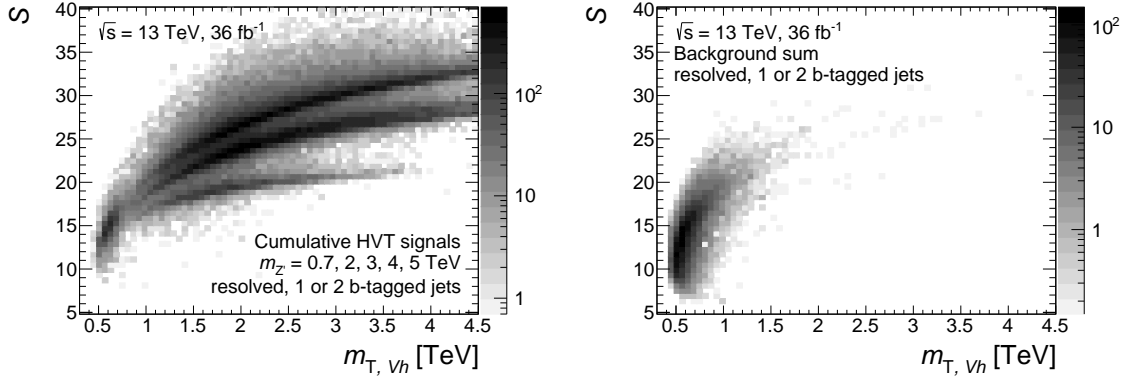 S
40
35
30
25
20
15
10
5
√s = 13 TeV, 36 fb⁻¹
Cumulative HVT signals
m_Z' = 0.7, 2, 3, 4, 5 TeV
resolved, 1 or 2 b-tagged jets
0.5 1 1.5 2 2.5 3 3.5 4 4.5
m_T, Vh [TeV]
10²
10
1
S
40
35
30
25
20
15
10
5
√s = 13 TeV, 36 fb⁻¹
Background sum
resolved, 1 or 2 b-tagged jets
0.5 1 1.5 2 2.5 3 3.5 4 4.5
m_T, Vh [TeV]
10²
10
1